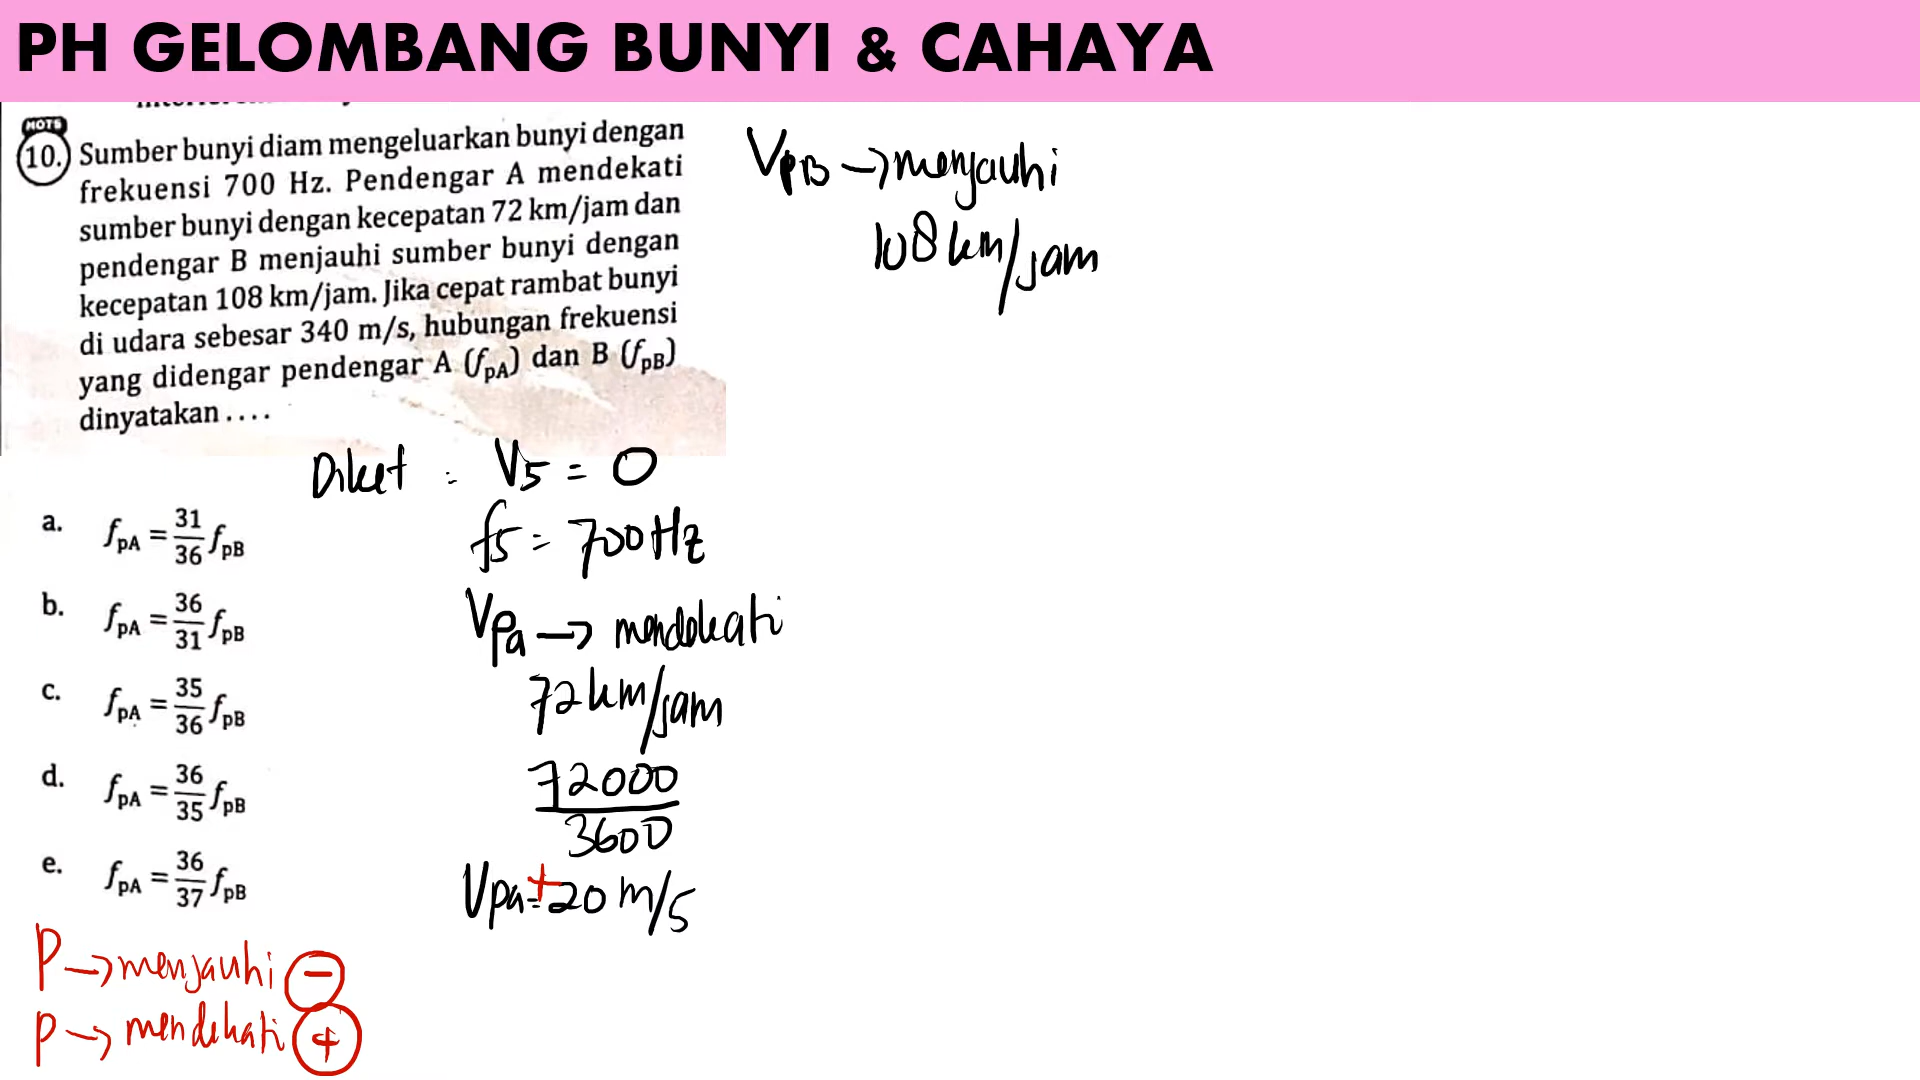 PH GELOMBANG BUNYI & CAHAYA
HOTS
10. Sumber bunyi diam mengeluarkan bunyi dengan
frekuensi 700 Hz. Pendengar A mendekati
sumber bunyi dengan kecepatan 72 km/jam dan
pendengar B menjauhi sumber bunyi dengan
kecepatan 108 km/jam. Jika cepat rambat bunyi
di udara sebesar 340 m/s, hubungan frekuensi
yang didengar pendengar A (fpA) dan B (fpB)
dinyatakan . . . .
a. fpA = 31/36 fpB
b. fpA = 36/31 fpB
c. fpA = 35/36 fpB
d. fpA = 36/35 fpB
e. fpA = 36/37 fpB
P → menjauhi -
P → mendekati +
Diket : Vs = 0
fs = 700 Hz
Vpa → mendekati
72 km/jam
72000
3600
Vpa = +20 m/s
VPB → menjauhi
108 km/jam